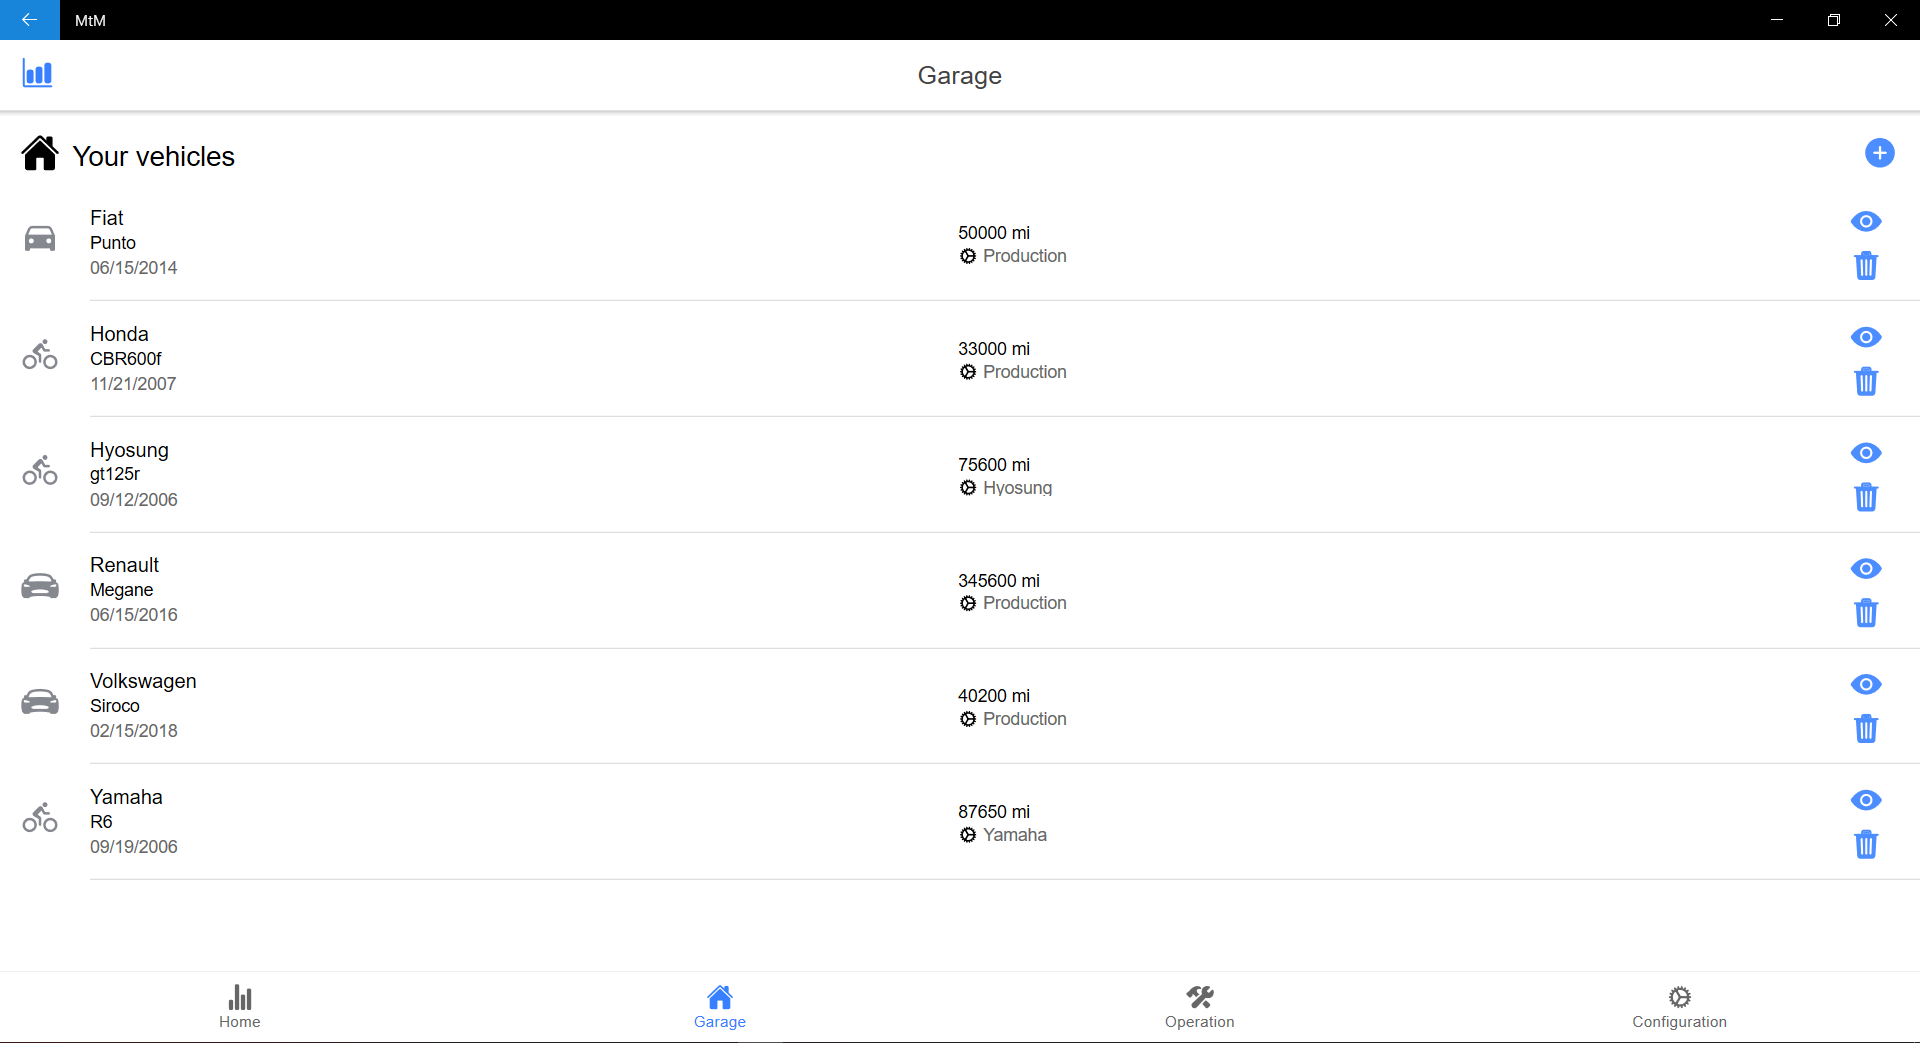 MtM
Garage
Your vehicles
Fiat
Punto
06/15/2014
50000 mi
Production
Honda
CBR600f
11/21/2007
33000 mi
Production
Hyosung
gt125r
09/12/2006
75600 mi
Hyosung
Renault
Megane
06/15/2016
345600 mi
Production
Volkswagen
Siroco
02/15/2018
40200 mi
Production
Yamaha
R6
09/19/2006
87650 mi
Yamaha
Home
Garage
Operation
Configuration